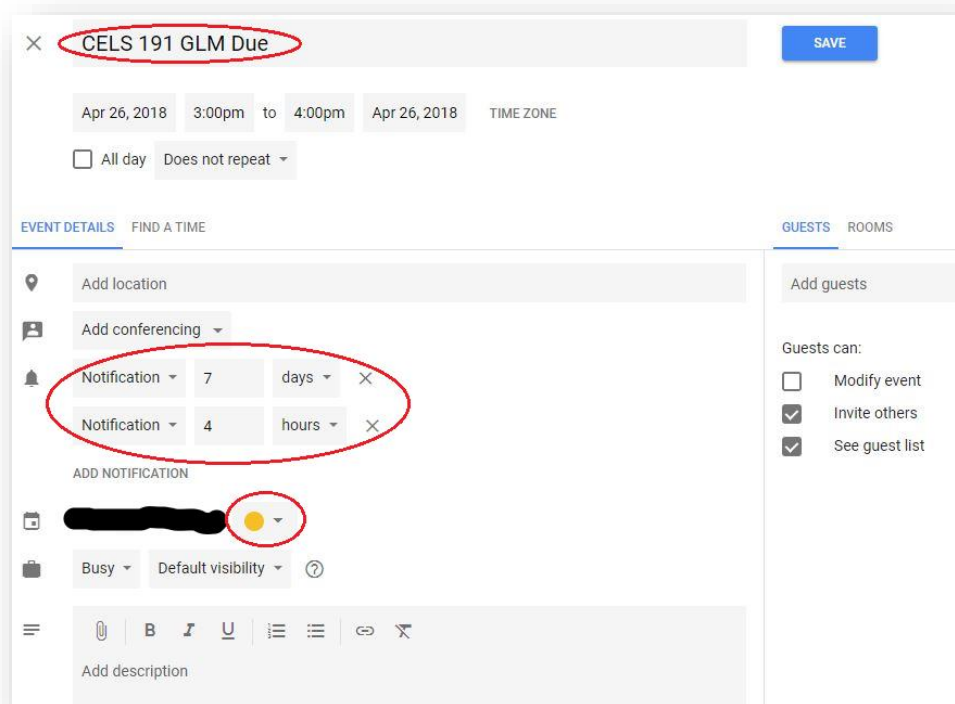 CELS 191 GLM Due
SAVE
Apr 26, 2018 3:00pm to 4:00pm Apr 26, 2018 TIME ZONE
All day Does not repeat
EVENT DETAILS FIND A TIME
GUESTS ROOMS
Add location
Add guests
Add conferencing
Guests can:
Notification 7 days
Modify event
Notification 4 hours
Invite others
See guest list
ADD NOTIFICATION
Busy Default visibility ?
B I U
Add description